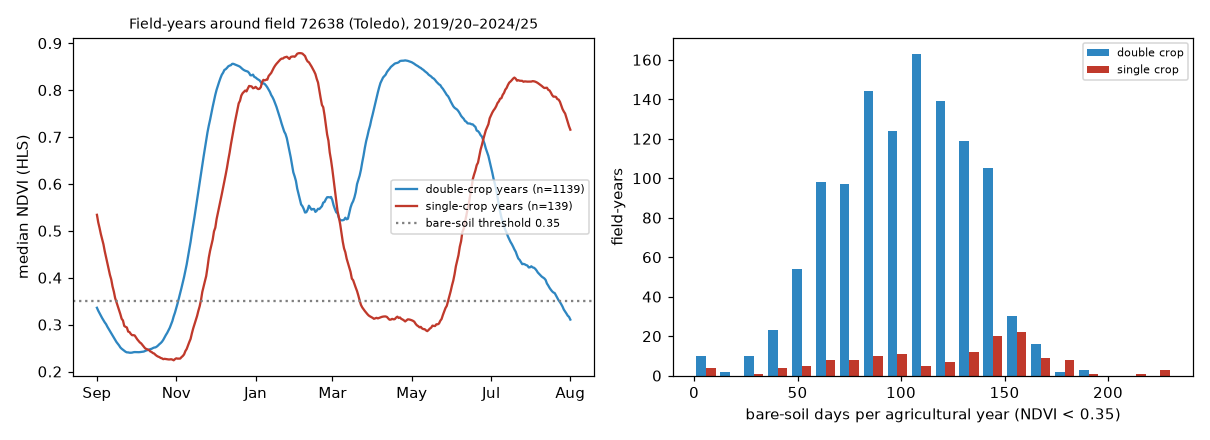 Field-years around field 72638 (Toledo), 2019/20–2024/25
median NDVI (HLS)
0.9
0.8
0.7
0.6
0.5
0.4
0.3
0.2
double-crop years (n=1139)
single-crop years (n=139)
bare-soil threshold 0.35
Sep Nov Jan Mar May Jul Aug
field-years
160
140
120
100
80
60
40
20
0
double crop
single crop
0 50 100 150 200
bare-soil days per agricultural year (NDVI < 0.35)